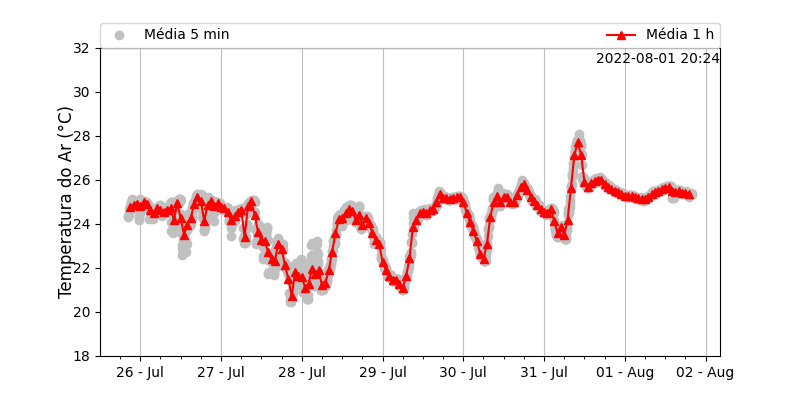 Média 5 min
Média 1 h
2022-08-01 20:24
Temperatura do Ar (°C)
32
30
28
26
24
22
20
18
26 - Jul
27 - Jul
28 - Jul
29 - Jul
30 - Jul
31 - Jul
01 - Aug
02 - Aug